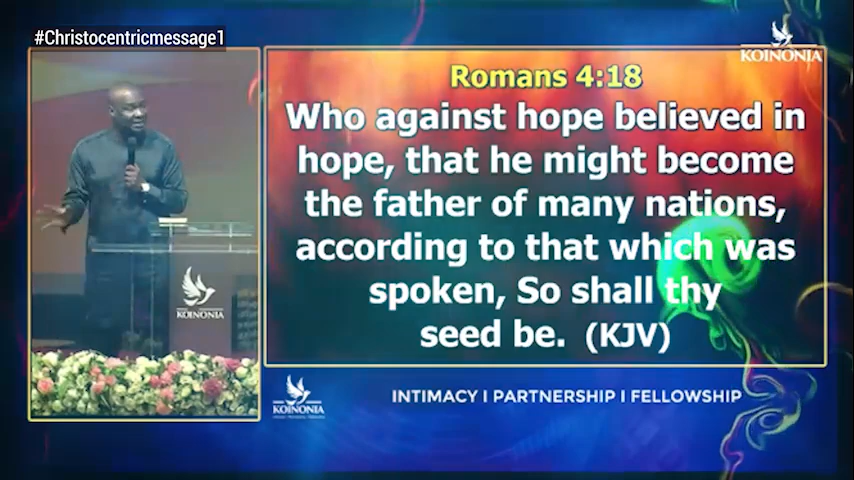 #Christocentricmessage1
KOINONIA
Romans 4:18
Who against hope believed in
hope, that he might become
the father of many nations,
according to that which was
spoken, So shall thy
seed be. (KJV)
KOINONIA
KOINONIA
INTIMACY I PARTNERSHIP I FELLOWSHIP